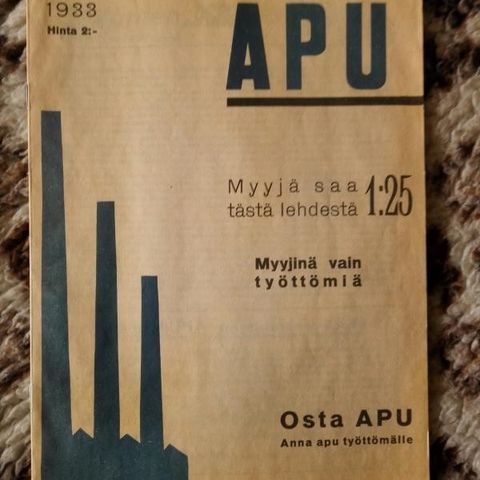 1933
Hinta 2:-
APU
Myyjä saa
tästä lehdestä 1:25
Myyjinä vain
työttömiä
Osta APU
Anna apu työttömälle